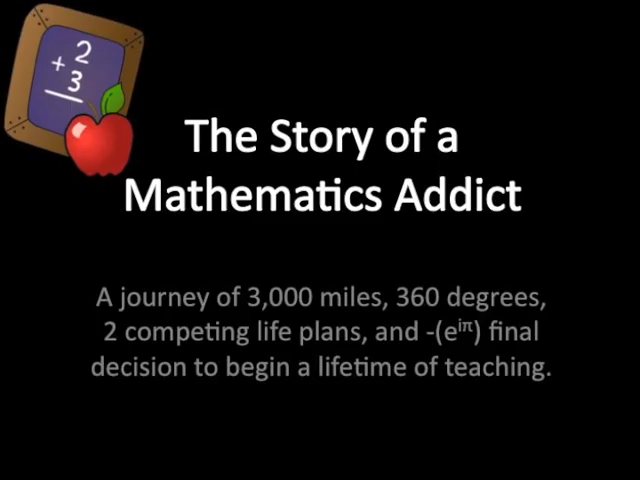 2
+ 3
The Story of a
Mathematics Addict
A journey of 3,000 miles, 360 degrees,
2 competing life plans, and -(eⁱᵖ) final
decision to begin a lifetime of teaching.